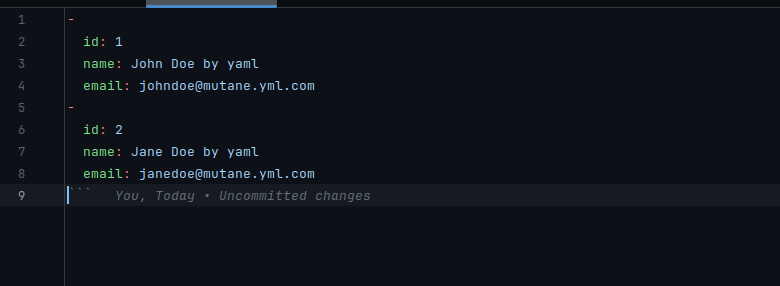 1 -
2 id: 1
3 name: John Doe by yaml
4 email: johndoe@mutane.yml.com
5 -
6 id: 2
7 name: Jane Doe by yaml
8 email: janedoe@mutane.yml.com
9 ``` You, Today • Uncommitted changes